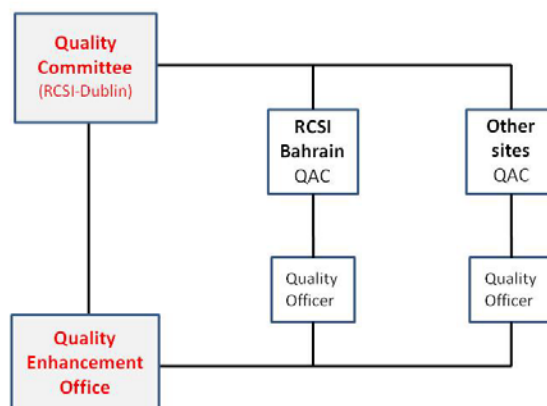 Quality
Committee
(RCSI-Dublin)
RCSI
Bahrain
QAC
Other
sites
QAC
Quality
Officer
Quality
Officer
Quality
Enhancement
Office